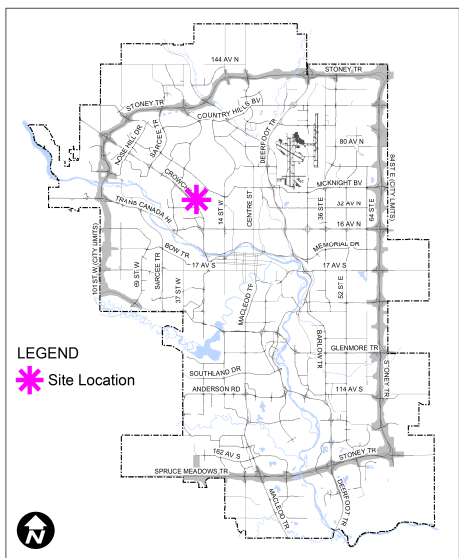 144 AV N
STONEY TR
STONEY TR
COUNTRY HILLS BV
NOSE HILL DR
SARCEE TR
DEERFOOT TR
80 AV N
84 ST E (CITY LIMITS)
CROWCH
MCKNIGHT BV
14 ST W
CENTRE ST
36 ST E
32 AV N
64 ST E
TRANS CANADA HI
16 AV N
101 ST. W. (CITY LIMITS)
BOW TR
MEMORIAL DR
17 AV S
17 AV S
69 ST W
SARCEE TR
37 ST W
52 ST E
MACLEOD TR
BARLOW TR
LEGEND
Site Location
GLENMORE TR
STONEY TR
SOUTHLAND DR
ANDERSON RD
114 AV S
162 AV S
STONEY TR
SPRUCE MEADOWS TR
MACLEOD TR
DEERFOOT TR
N